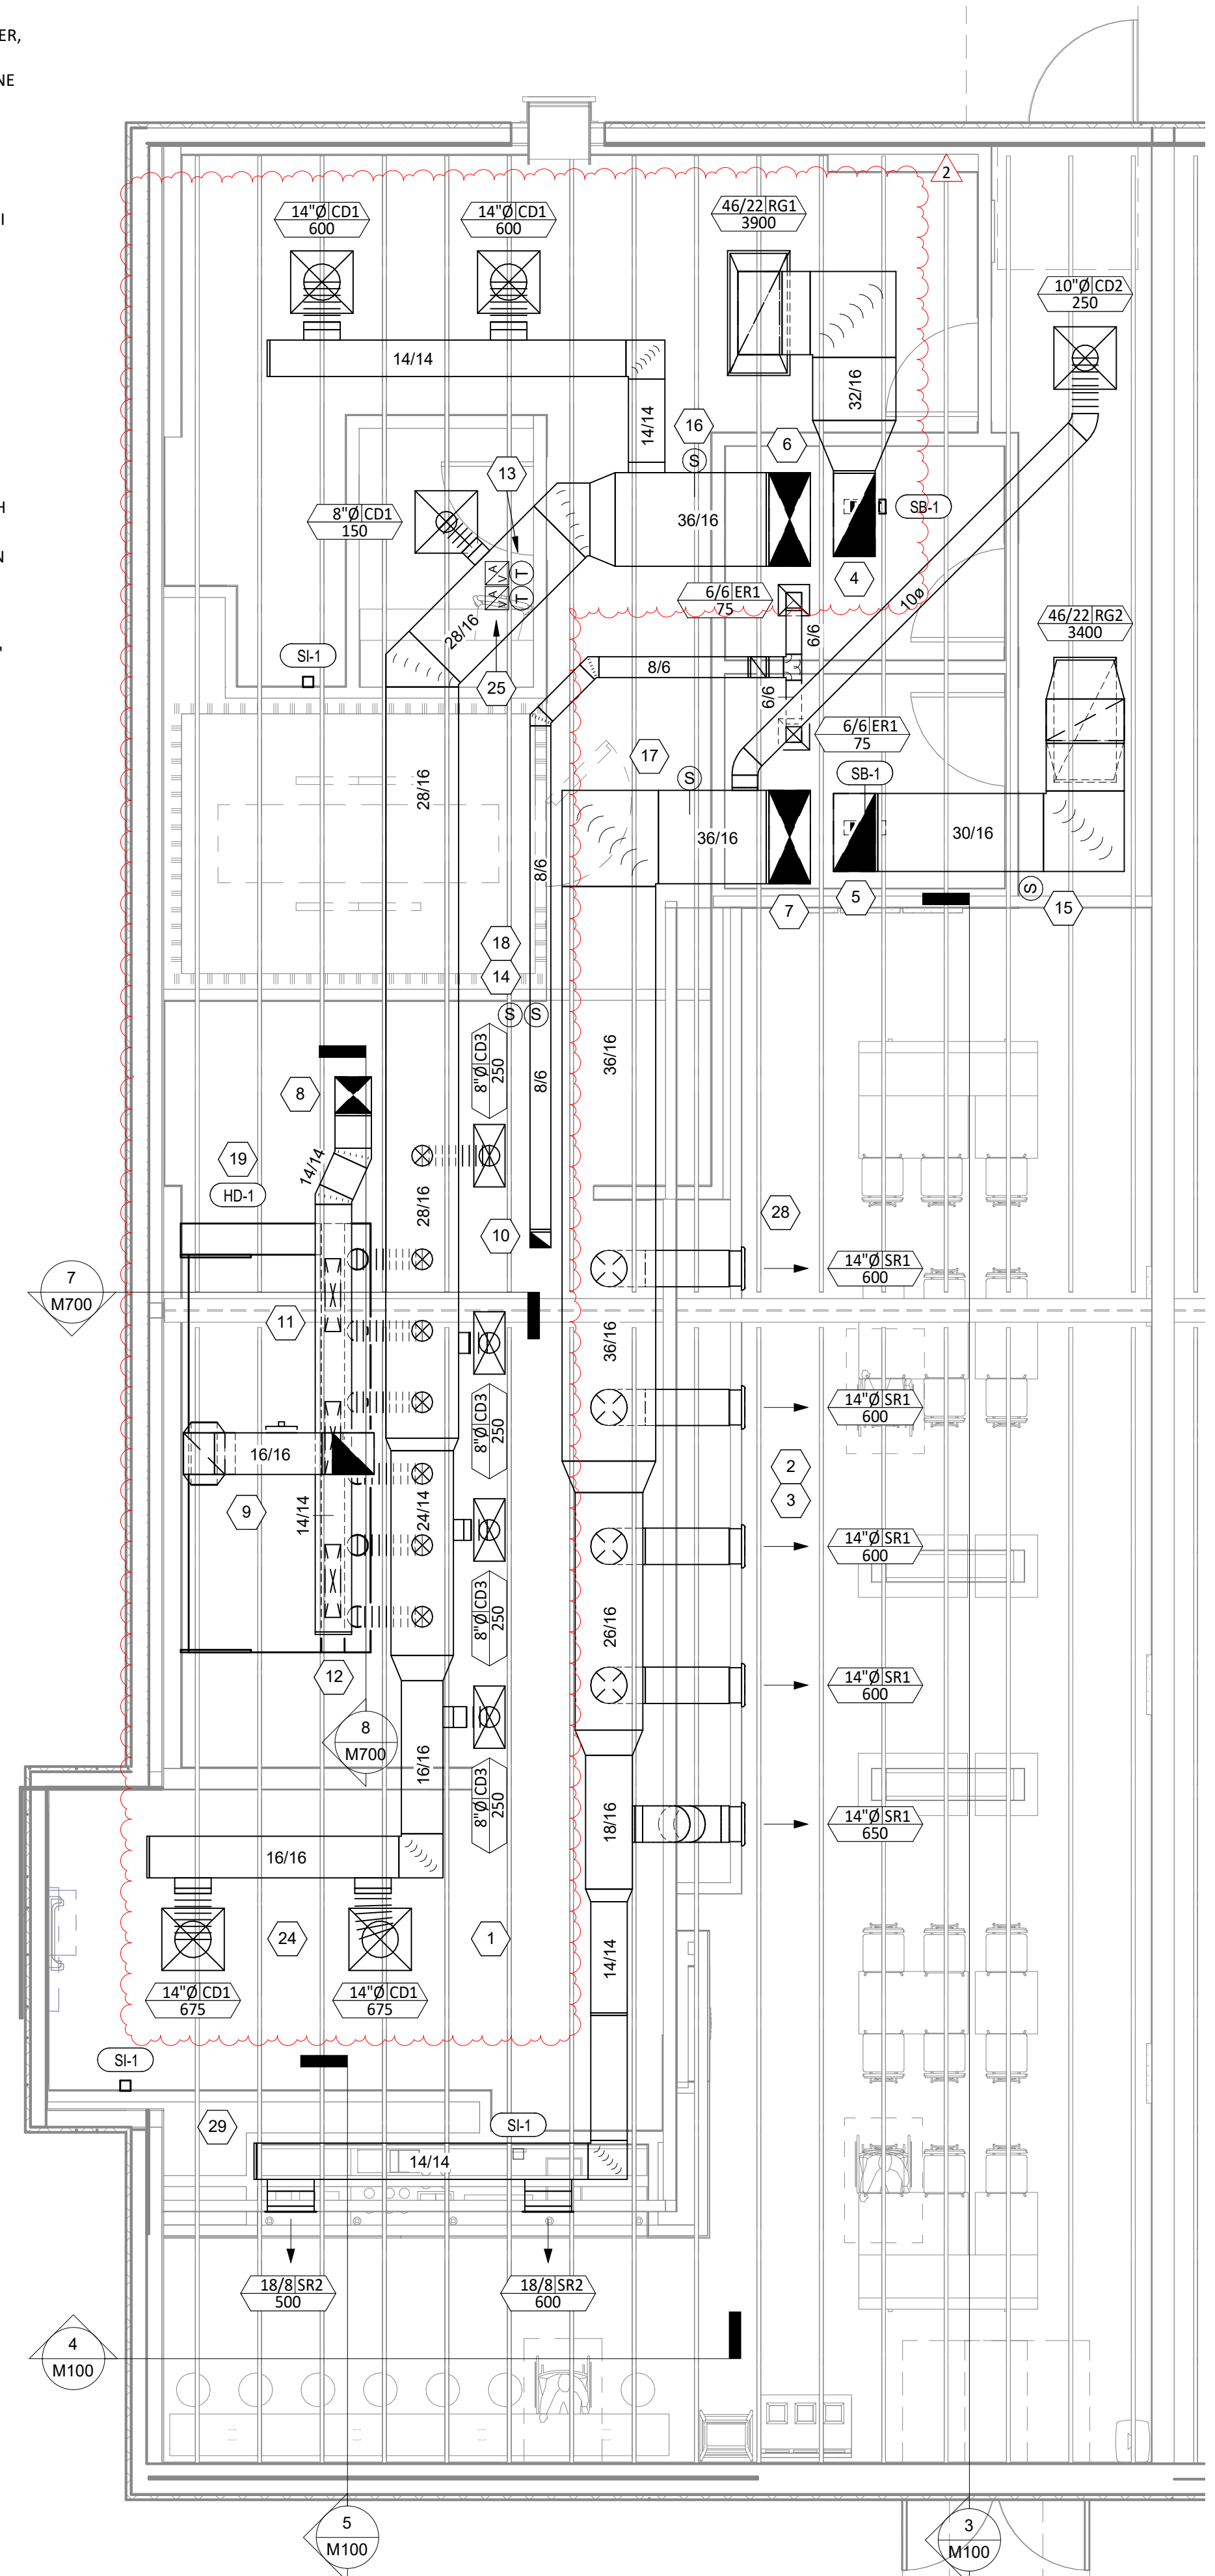 ER,
NE
I
H
N
2
14"Ø CD1
600
14"Ø CD1
600
46/22 RG1
3900
10"Ø CD2
250
14/14
14/14
32/16
16
6
13
8"Ø CD1
150
36/16
SB-1
4
A
V
T
A
V
T
6/6 ER1
75
10ø
46/22 RG2
3400
28/16
6/6
SI-1
8/6
25
6/6
6/6 ER1
75
17
S
S
SB-1
28/16
36/16
30/16
8/6
7
5
S
15
18
14
S
S
36/16
8"Ø CD3
250
8/6
8
19
14/14
HD-1
28/16
10
28
14"Ø SR1
600
7
M700
11
36/16
8"Ø CD3
250
14"Ø SR1
600
16/16
2
3
9
14/14
24/14
14"Ø SR1
600
8"Ø CD3
250
26/16
12
14"Ø SR1
600
8
M700
16/16
8"Ø CD3
250
18/16
14"Ø SR1
650
16/16
24
1
14/14
14"Ø CD1
675
14"Ø CD1
675
SI-1
29
SI-1
14/14
18/8 SR2
500
18/8 SR2
600
4
M100
5
M100
3
M100